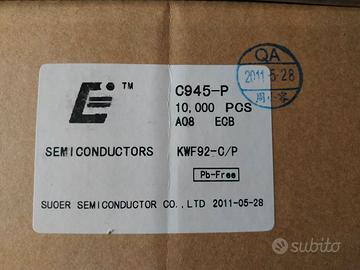 TM
C945-P
10,000 PCS
A08 ECB
SEMICONDUCTORS KWF92-C/P
Pb-Free
SUOER SEMICONDUCTOR CO.,LTD 2011-05-28
QA
2011-5-28
subito